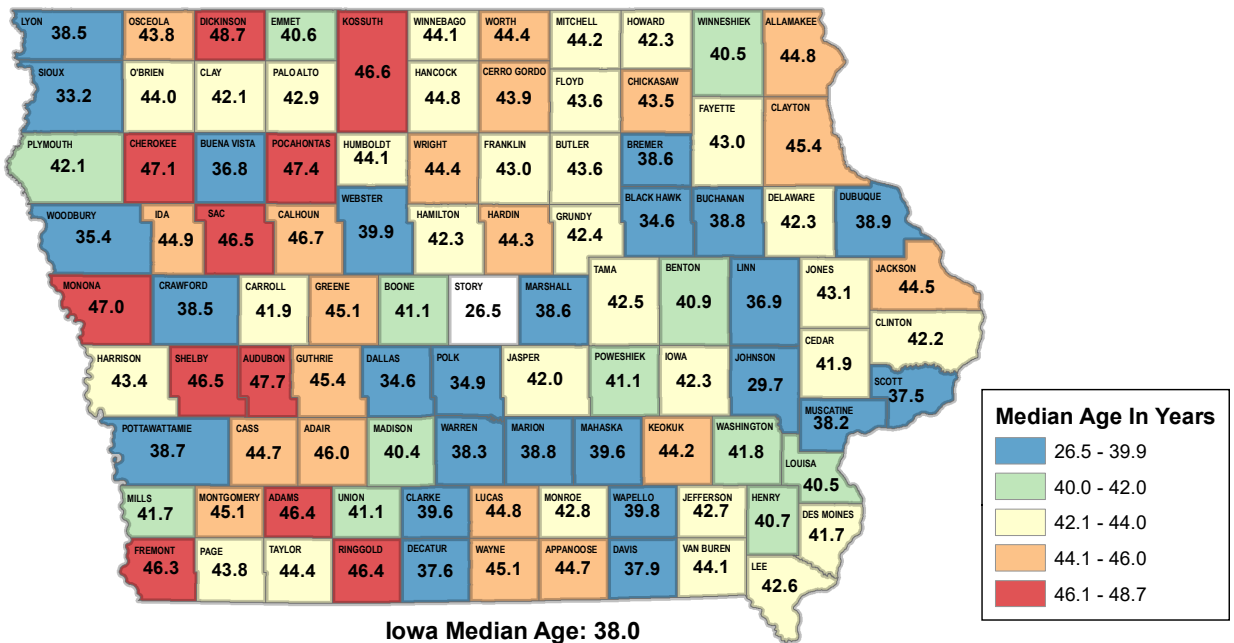 LYON
38.5
OSCEOLA
43.8
DICKINSON
48.7
EMMET
40.6
KOSSUTH
46.6
WINNEBAGO
44.1
WORTH
44.4
MITCHELL
44.2
HOWARD
42.3
WINNESHIEK
40.5
ALLAMAKEE
44.8
SIOUX
33.2
O'BRIEN
44.0
CLAY
42.1
PALO ALTO
42.9
HANCOCK
44.8
CERRO GORDO
43.9
FLOYD
43.6
CHICKASAW
43.5
FAYETTE
43.0
CLAYTON
45.4
PLYMOUTH
42.1
CHEROKEE
47.1
BUENA VISTA
36.8
POCAHONTAS
47.4
HUMBOLDT
44.1
WRIGHT
44.4
FRANKLIN
43.0
BUTLER
43.6
BREMER
38.6
WOODBURY
35.4
IDA
44.9
SAC
46.5
CALHOUN
46.7
WEBSTER
39.9
HAMILTON
42.3
HARDIN
44.3
GRUNDY
42.4
BLACK HAWK
34.6
BUCHANAN
38.8
DELAWARE
42.3
DUBUQUE
38.9
MONONA
47.0
CRAWFORD
38.5
CARROLL
41.9
GREENE
45.1
BOONE
41.1
STORY
26.5
MARSHALL
38.6
TAMA
42.5
BENTON
40.9
LINN
36.9
JONES
43.1
JACKSON
44.5
CLINTON
42.2
HARRISON
43.4
SHELBY
46.5
AUDUBON
47.7
GUTHRIE
45.4
DALLAS
34.6
POLK
34.9
JASPER
42.0
POWESHIEK
41.1
IOWA
42.3
JOHNSON
29.7
CEDAR
41.9
SCOTT
37.5
MUSCATINE
38.2
POTTAWATTAMIE
38.7
CASS
44.7
ADAIR
46.0
MADISON
40.4
WARREN
38.3
MARION
38.8
MAHASKA
39.6
KEOKUK
44.2
WASHINGTON
41.8
LOUISA
40.5
MILLS
41.7
MONTGOMERY
45.1
ADAMS
46.4
UNION
41.1
CLARKE
39.6
LUCAS
44.8
MONROE
42.8
WAPELLO
39.8
JEFFERSON
42.7
HENRY
40.7
DES MOINES
41.7
FREMONT
46.3
PAGE
43.8
TAYLOR
44.4
RINGGOLD
46.4
DECATUR
37.6
WAYNE
45.1
APPANOOSE
44.7
DAVIS
37.9
VAN BUREN
44.1
LEE
42.6
Iowa Median Age: 38.0
Median Age In Years
26.5 - 39.9
40.0 - 42.0
42.1 - 44.0
44.1 - 46.0
46.1 - 48.7